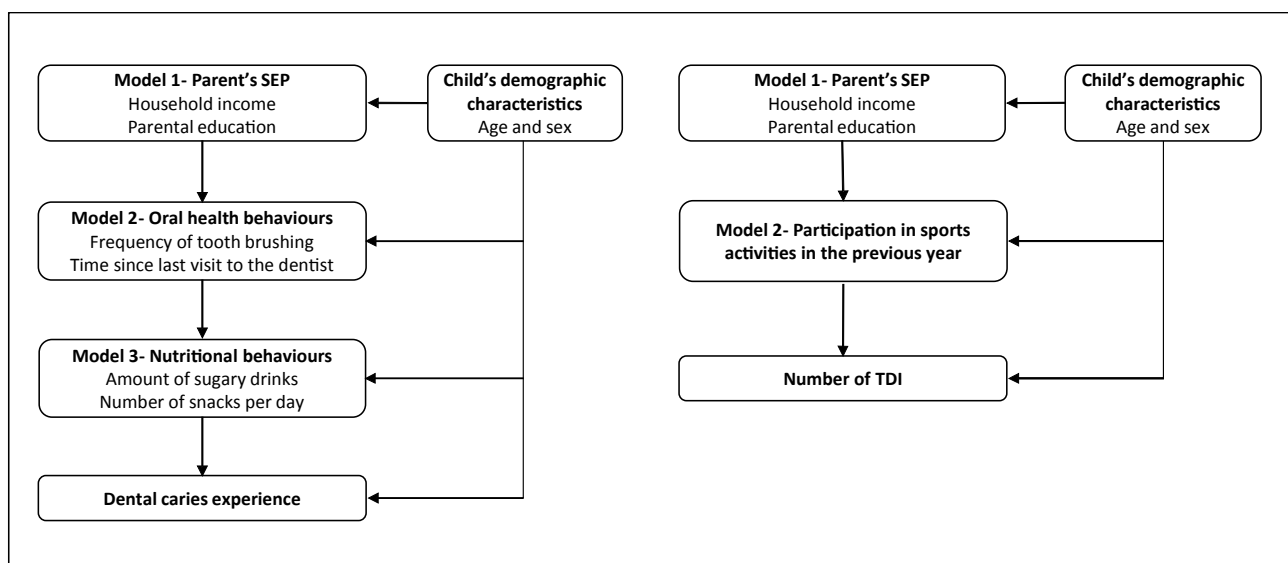 Model 1- Parent's SEP
Household income
Parental education
Child's demographic
characteristics
Age and sex
Model 2- Oral health behaviours
Frequency of tooth brushing
Time since last visit to the dentist
Model 3- Nutritional behaviours
Amount of sugary drinks
Number of snacks per day
Dental caries experience
Model 1- Parent's SEP
Household income
Parental education
Child's demographic
characteristics
Age and sex
Model 2- Participation in sports
activities in the previous year
Number of TDI